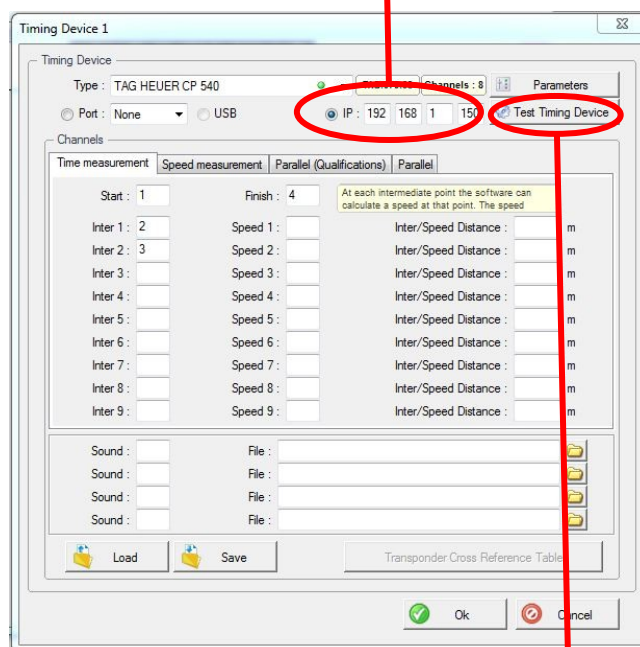 Timing Device 1
Timing Device
Type : TAG HEUER CP 540 Channels : 8 Parameters
Port : None USB IP : 192 168 1 150 Test Timing Device
Channels
Time measurement Speed measurement Parallel (Qualifications) Parallel
Start : 1 Finish : 4 At each intermediate point the software can
calculate a speed at that point. The speed
Inter 1 : 2 Speed 1 : Inter/Speed Distance : m
Inter 2 : 3 Speed 2 : Inter/Speed Distance : m
Inter 3 : Speed 3 : Inter/Speed Distance : m
Inter 4 : Speed 4 : Inter/Speed Distance : m
Inter 5 : Speed 5 : Inter/Speed Distance : m
Inter 6 : Speed 6 : Inter/Speed Distance : m
Inter 7 : Speed 7 : Inter/Speed Distance : m
Inter 8 : Speed 8 : Inter/Speed Distance : m
Inter 9 : Speed 9 : Inter/Speed Distance : m
Sound : File :
Sound : File :
Sound : File :
Sound : File :
Load Save Transponder Cross Reference Table
Ok Cancel